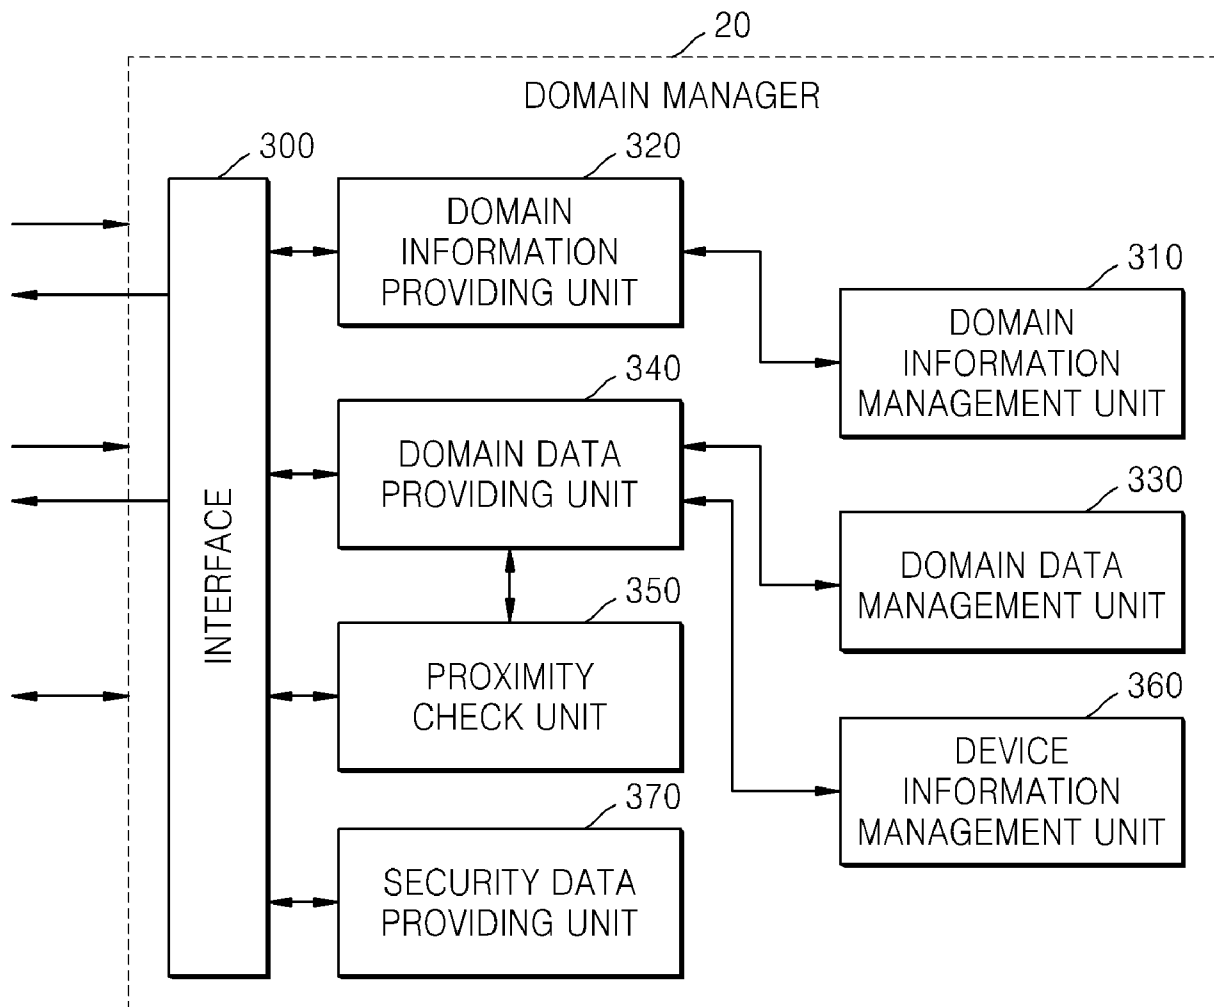 20
DOMAIN MANAGER
300
320
DOMAIN
INFORMATION
PROVIDING UNIT
310
DOMAIN
INFORMATION
MANAGEMENT UNIT
340
DOMAIN DATA
PROVIDING UNIT
330
DOMAIN DATA
MANAGEMENT UNIT
INTERFACE
350
PROXIMITY
CHECK UNIT
360
DEVICE
INFORMATION
MANAGEMENT UNIT
370
SECURITY DATA
PROVIDING UNIT